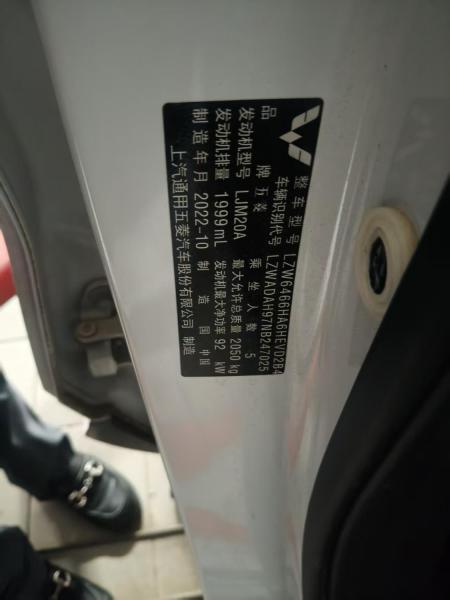 整车型号 LZW6466HA6HEVD2B4
车辆识别代号 LZWADAH97NB247025
品牌 五菱 乘坐人数 5
发动机型号 LJM20A 最大允许总质量 2050 kg
发动机排量 1999mL 发动机最大净功率 92 kW
制造年月 2022-10 制造国 中国
上汽通用五菱汽车股份有限公司 制造